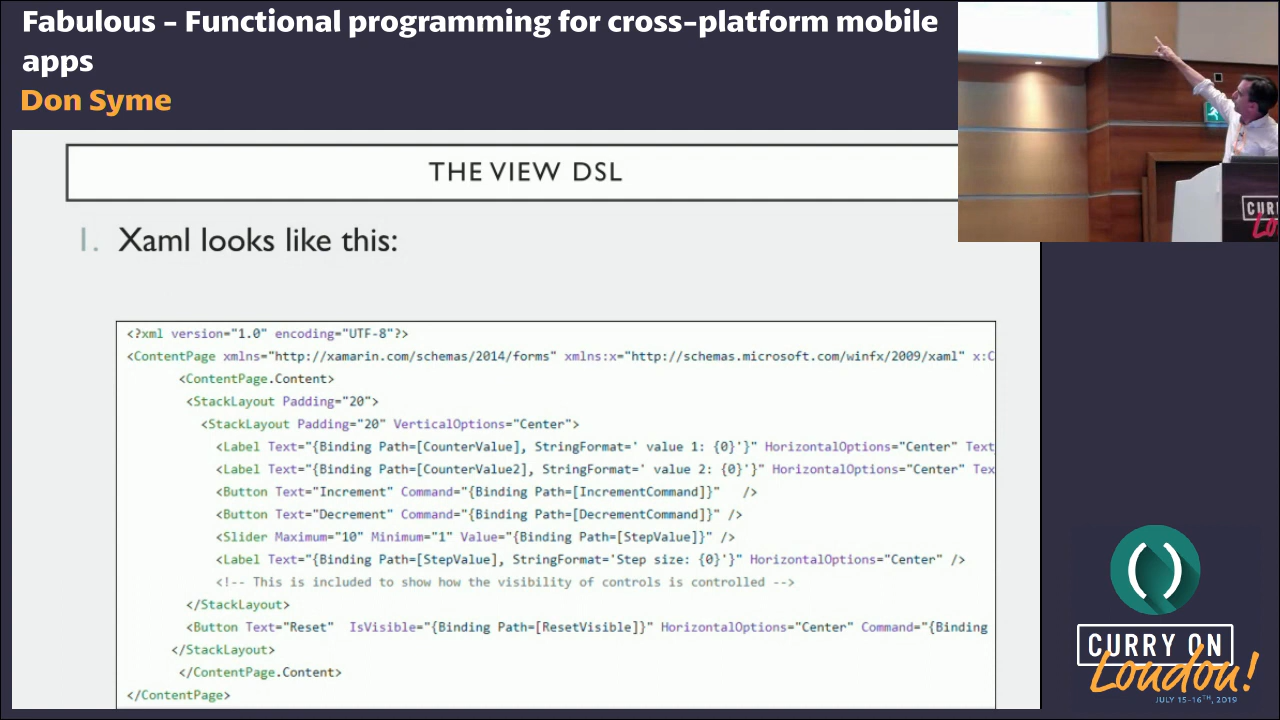 Fabulous – Functional programming for cross-platform mobile
apps
Don Syme
THE VIEW DSL
1. Xaml looks like this:
<?xml version="1.0" encoding="UTF-8"?>
<ContentPage xmlns="http://xamarin.com/schemas/2014/forms" xmlns:x="http://schemas.microsoft.com/winfx/2009/xaml" x:C
<ContentPage.Content>
<StackLayout Padding="20">
<StackLayout Padding="20" VerticalOptions="Center">
<Label Text="{Binding Path=[CounterValue], StringFormat=' value 1: {0}'}" HorizontalOptions="Center" Text
<Label Text="{Binding Path=[CounterValue2], StringFormat=' value 2: {0}'}" HorizontalOptions="Center" Tex
<Button Text="Increment" Command="{Binding Path=[IncrementCommand]}"   />
<Button Text="Decrement" Command="{Binding Path=[DecrementCommand]}" />
<Slider Maximum="10" Minimum="1" Value="{Binding Path=[StepValue]}" />
<Label Text="{Binding Path=[StepValue], StringFormat='Step size: {0}'}" HorizontalOptions="Center" />
<!-- This is included to show how the visibility of controls is controlled -->
</StackLayout>
<Button Text="Reset"  IsVisible="{Binding Path=[ResetVisible]}" HorizontalOptions="Center" Command="{Binding
</StackLayout>
</ContentPage.Content>
</ContentPage>
CUR
Lo
()
CURRY ON
London!
JULY 15-16TH, 2019